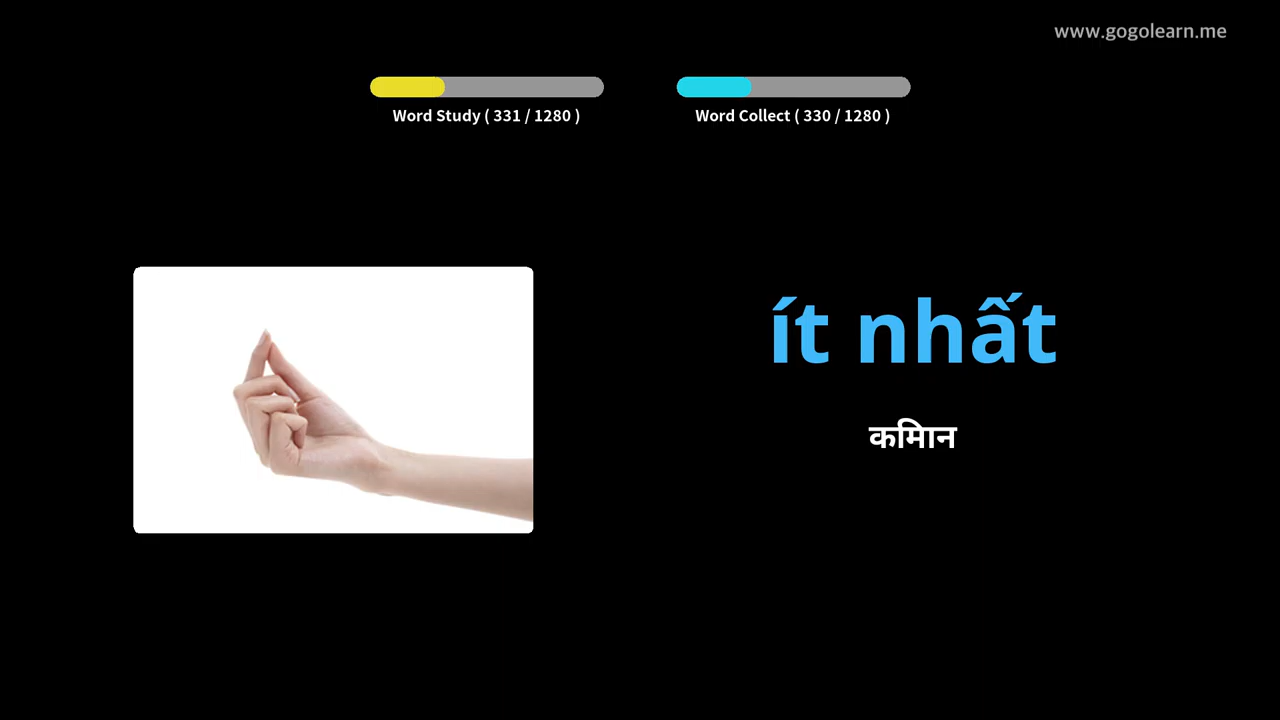 www.gogolearn.me
Word Study ( 331 / 1280 )
Word Collect ( 330 / 1280 )
ít nhất
कमिान